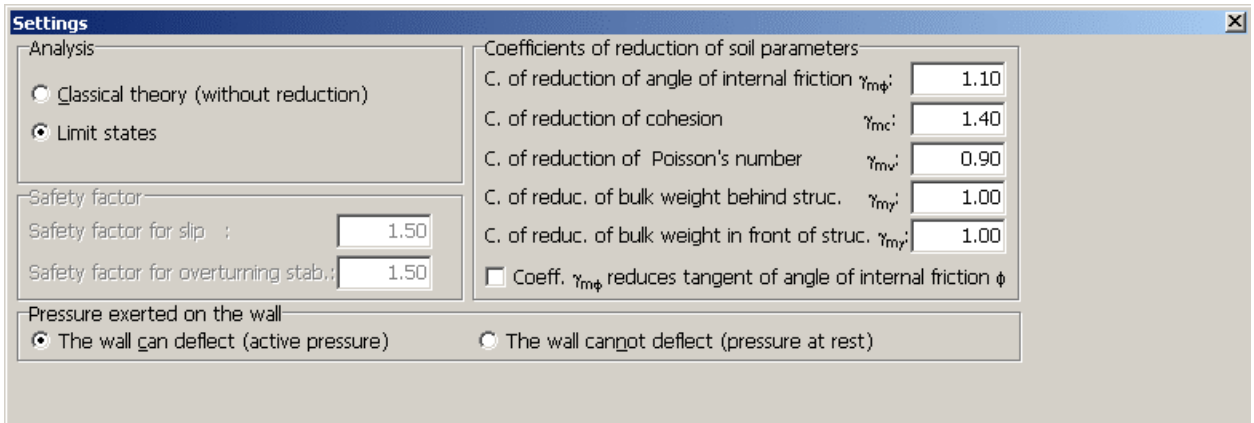 Settings
Analysis
Classical theory (without reduction)
Limit states
Safety factor
Safety factor for slip :
1.50
Safety factor for overturning stab.:
1.50
Coefficients of reduction of soil parameters
C. of reduction of angle of internal friction γmϕ: 1.10
C. of reduction of cohesion γmc: 1.40
C. of reduction of Poisson's number γmν: 0.90
C. of reduc. of bulk weight behind struc. γmγ: 1.00
C. of reduc. of bulk weight in front of struc. γmγ: 1.00
Coeff. γmϕ reduces tangent of angle of internal friction ϕ
Pressure exerted on the wall
The wall can deflect (active pressure)
The wall cannot deflect (pressure at rest)